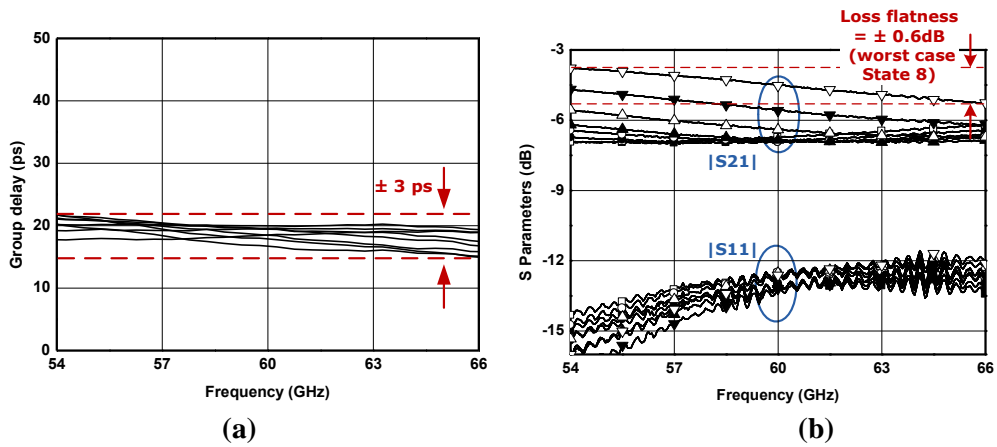 50
40
30
20
10
0
Group delay (ps)
± 3 ps
54
57
60
63
66
Frequency (GHz)
(a)
Loss flatness
= ± 0.6dB
(worst case
State 8)
-3
-6
-9
-12
-15
S Parameters (dB)
|S21|
|S11|
54
57
60
63
66
Frequency (GHz)
(b)